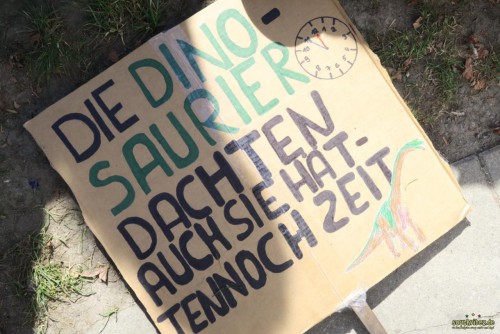 DIE DINO-
SAURIER
DACHTEN
AUCH SIE HÄT-
TEN NOCH ZEIT